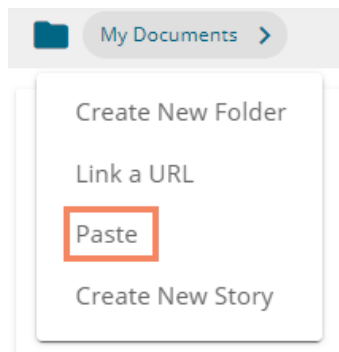 My Documents
Create New Folder
Link a URL
Paste
Create New Story